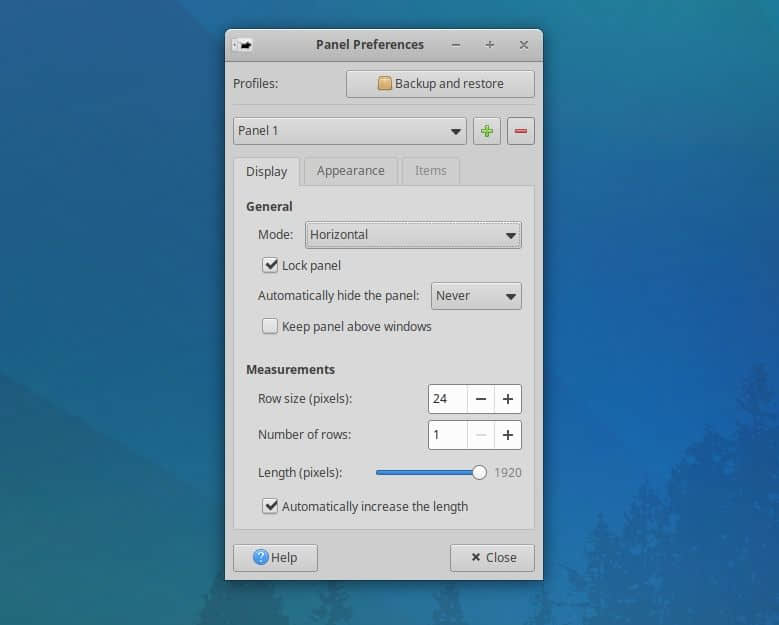 Panel Preferences
Profiles: Backup and restore
Panel 1
Display Appearance Items
General
Mode: Horizontal
Lock panel
Automatically hide the panel: Never
Keep panel above windows
Measurements
Row size (pixels): 24
Number of rows: 1
Length (pixels): 1920
Automatically increase the length
Help Close